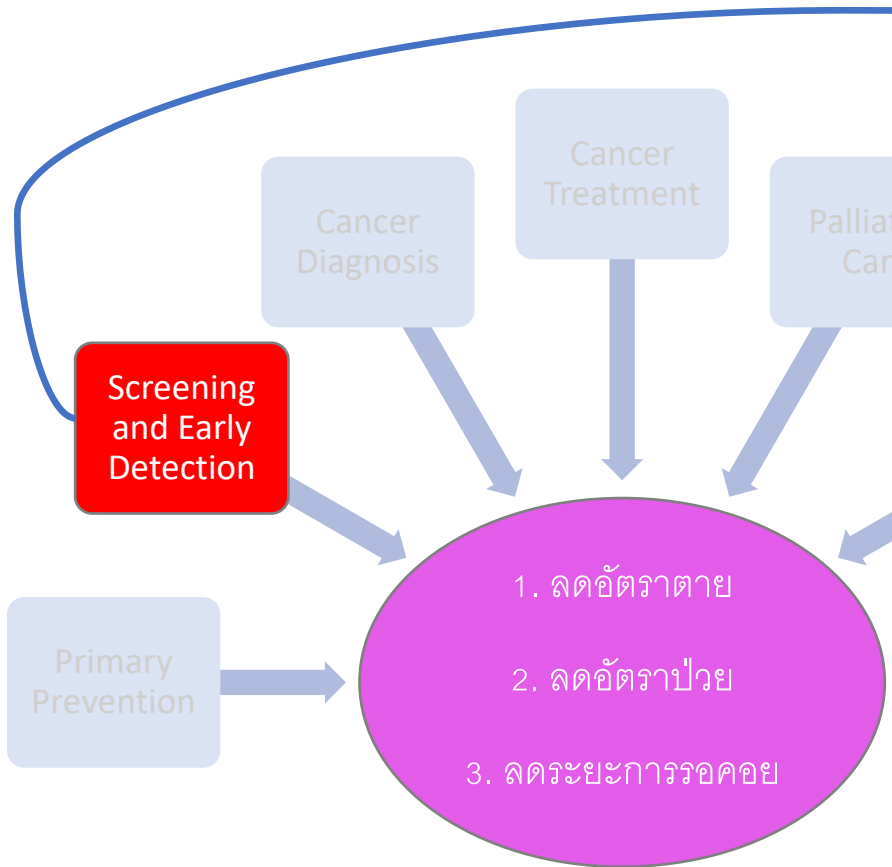 Cancer
Treatment
Cancer
Diagnosis
Screening
and Early
Detection
Primary
Prevention
1. ลดอัตราตาย
2. ลดอัตราป่วย
3. ลดระยะการรอคอย